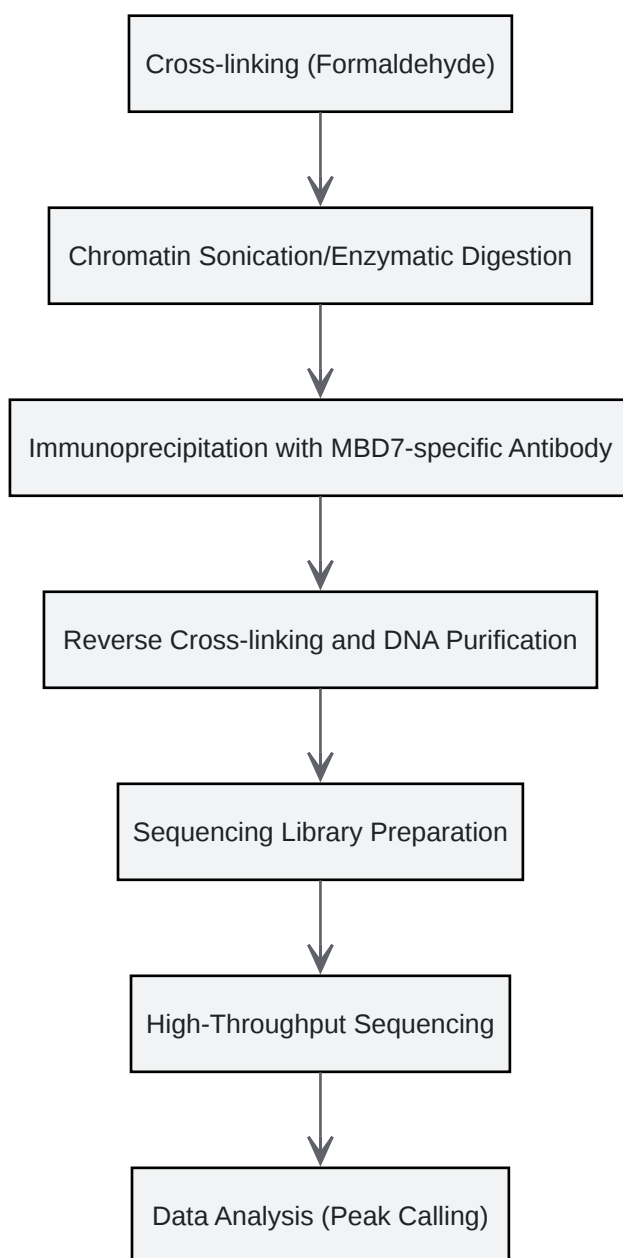 Cross-linking (Formaldehyde)
Chromatin Sonication/Enzymatic Digestion
Immunoprecipitation with MBD7-specific Antibody
Reverse Cross-linking and DNA Purification
Sequencing Library Preparation
High-Throughput Sequencing
Data Analysis (Peak Calling)